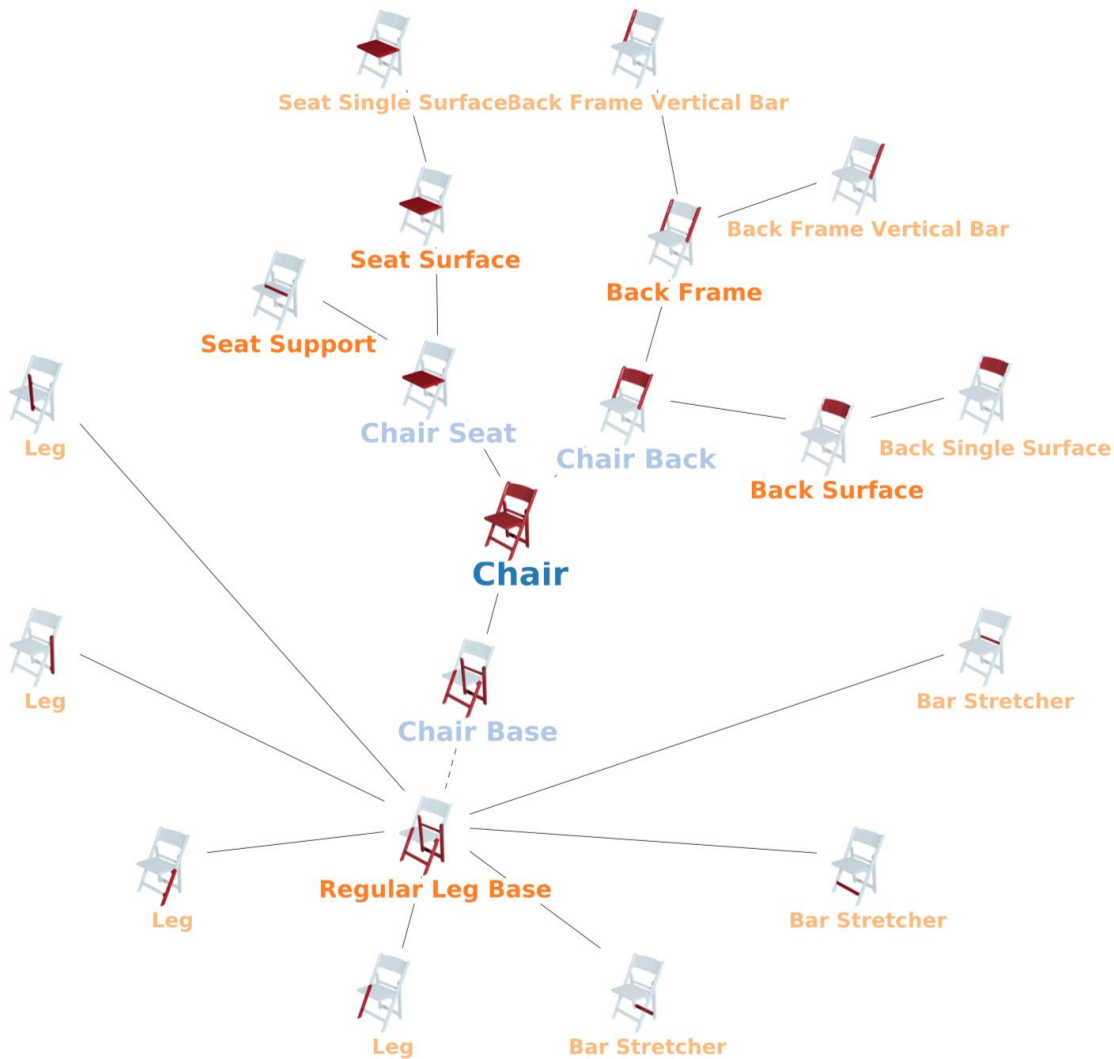 Seat Single Surface
Back Frame Vertical Bar
Back Frame Vertical Bar
Seat Surface
Back Frame
Seat Support
Chair Seat
Leg
Chair Back
Back Single Surface
Back Surface
Chair
Leg
Bar Stretcher
Chair Base
Regular Leg Base
Leg
Bar Stretcher
Leg
Bar Stretcher